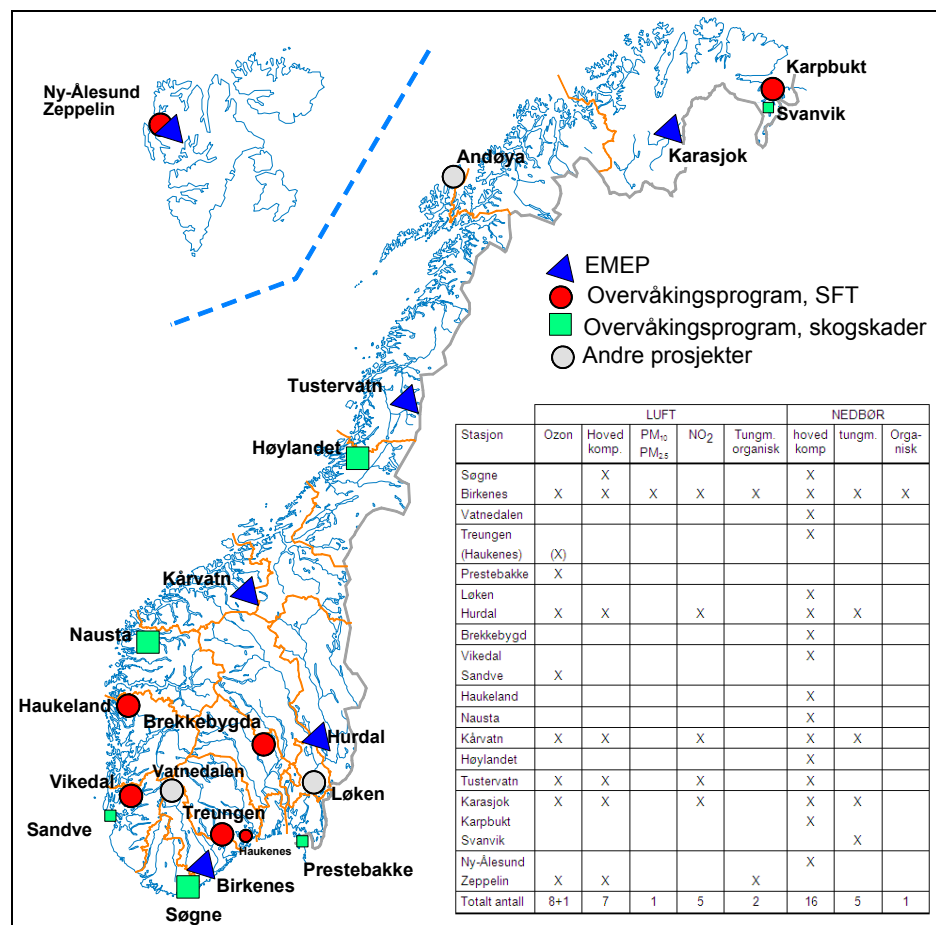 Ny-Ålesund
Zeppelin
Karpbukt
Svanvik
Karasjok
Andøya
EMEP
Overvåkingsprogram, SFT
Overvåkingsprogram, skogskader
Andre prosjekter
Tustervatn
Høylandet
Kårvatn
Nausta
Haukeland
Brekkebygda
Hurdal
Vikedal
Vatnedalen
Løken
Treungen
Sandve
Haukenes
Prestebakke
Birkenes
Søgne
LUFT NEDBØR
Stasjon Ozon Hoved komp. PM₁₀ PM₂.₅ NO₂ Tungm. organisk hoved komp tungm. Orga-nisk
Søgne X X
Birkenes X X X X X X X X
Vatnedalen X
Treungen X
(Haukenes) (X)
Prestebakke X
Løken X
Hurdal X X X X X
Brekkebygd X
Vikedal X
Sandve X
Haukeland X
Nausta X
Kårvatn X X X X X
Høylandet X
Tustervatn X X X X
Karasjok X X X X X
Karpbukt X
Svanvik X
Ny-Ålesund X
Zeppelin X X X
Totalt antall 8+1 7 1 5 2 16 5 1